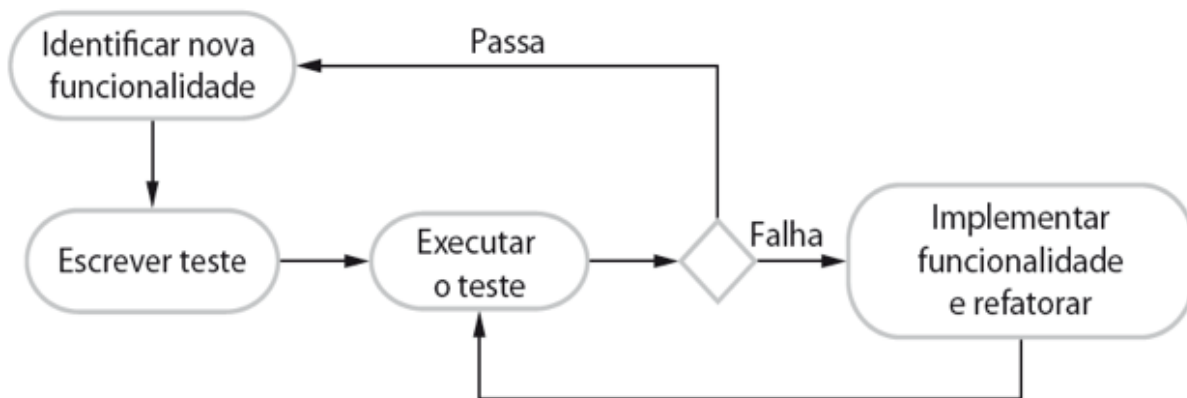 Identificar nova
funcionalidade
Passa
Escrever teste
Executar
o teste
Falha
Implementar
funcionalidade
e refatorar